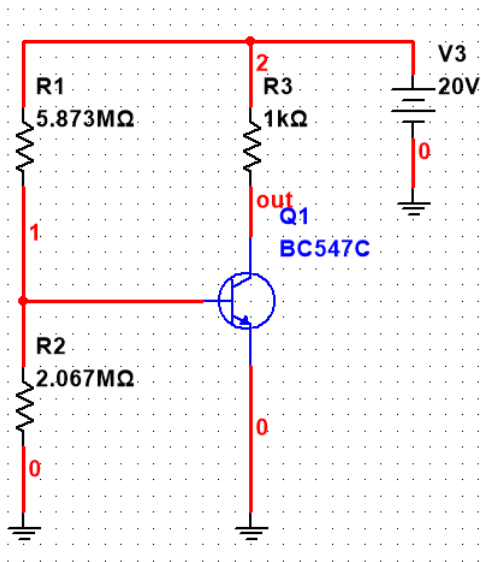 V3
20V
0
2
R1
5.873MΩ
R3
1kΩ
out
Q1
BC547C
1
R2
2.067MΩ
0
0